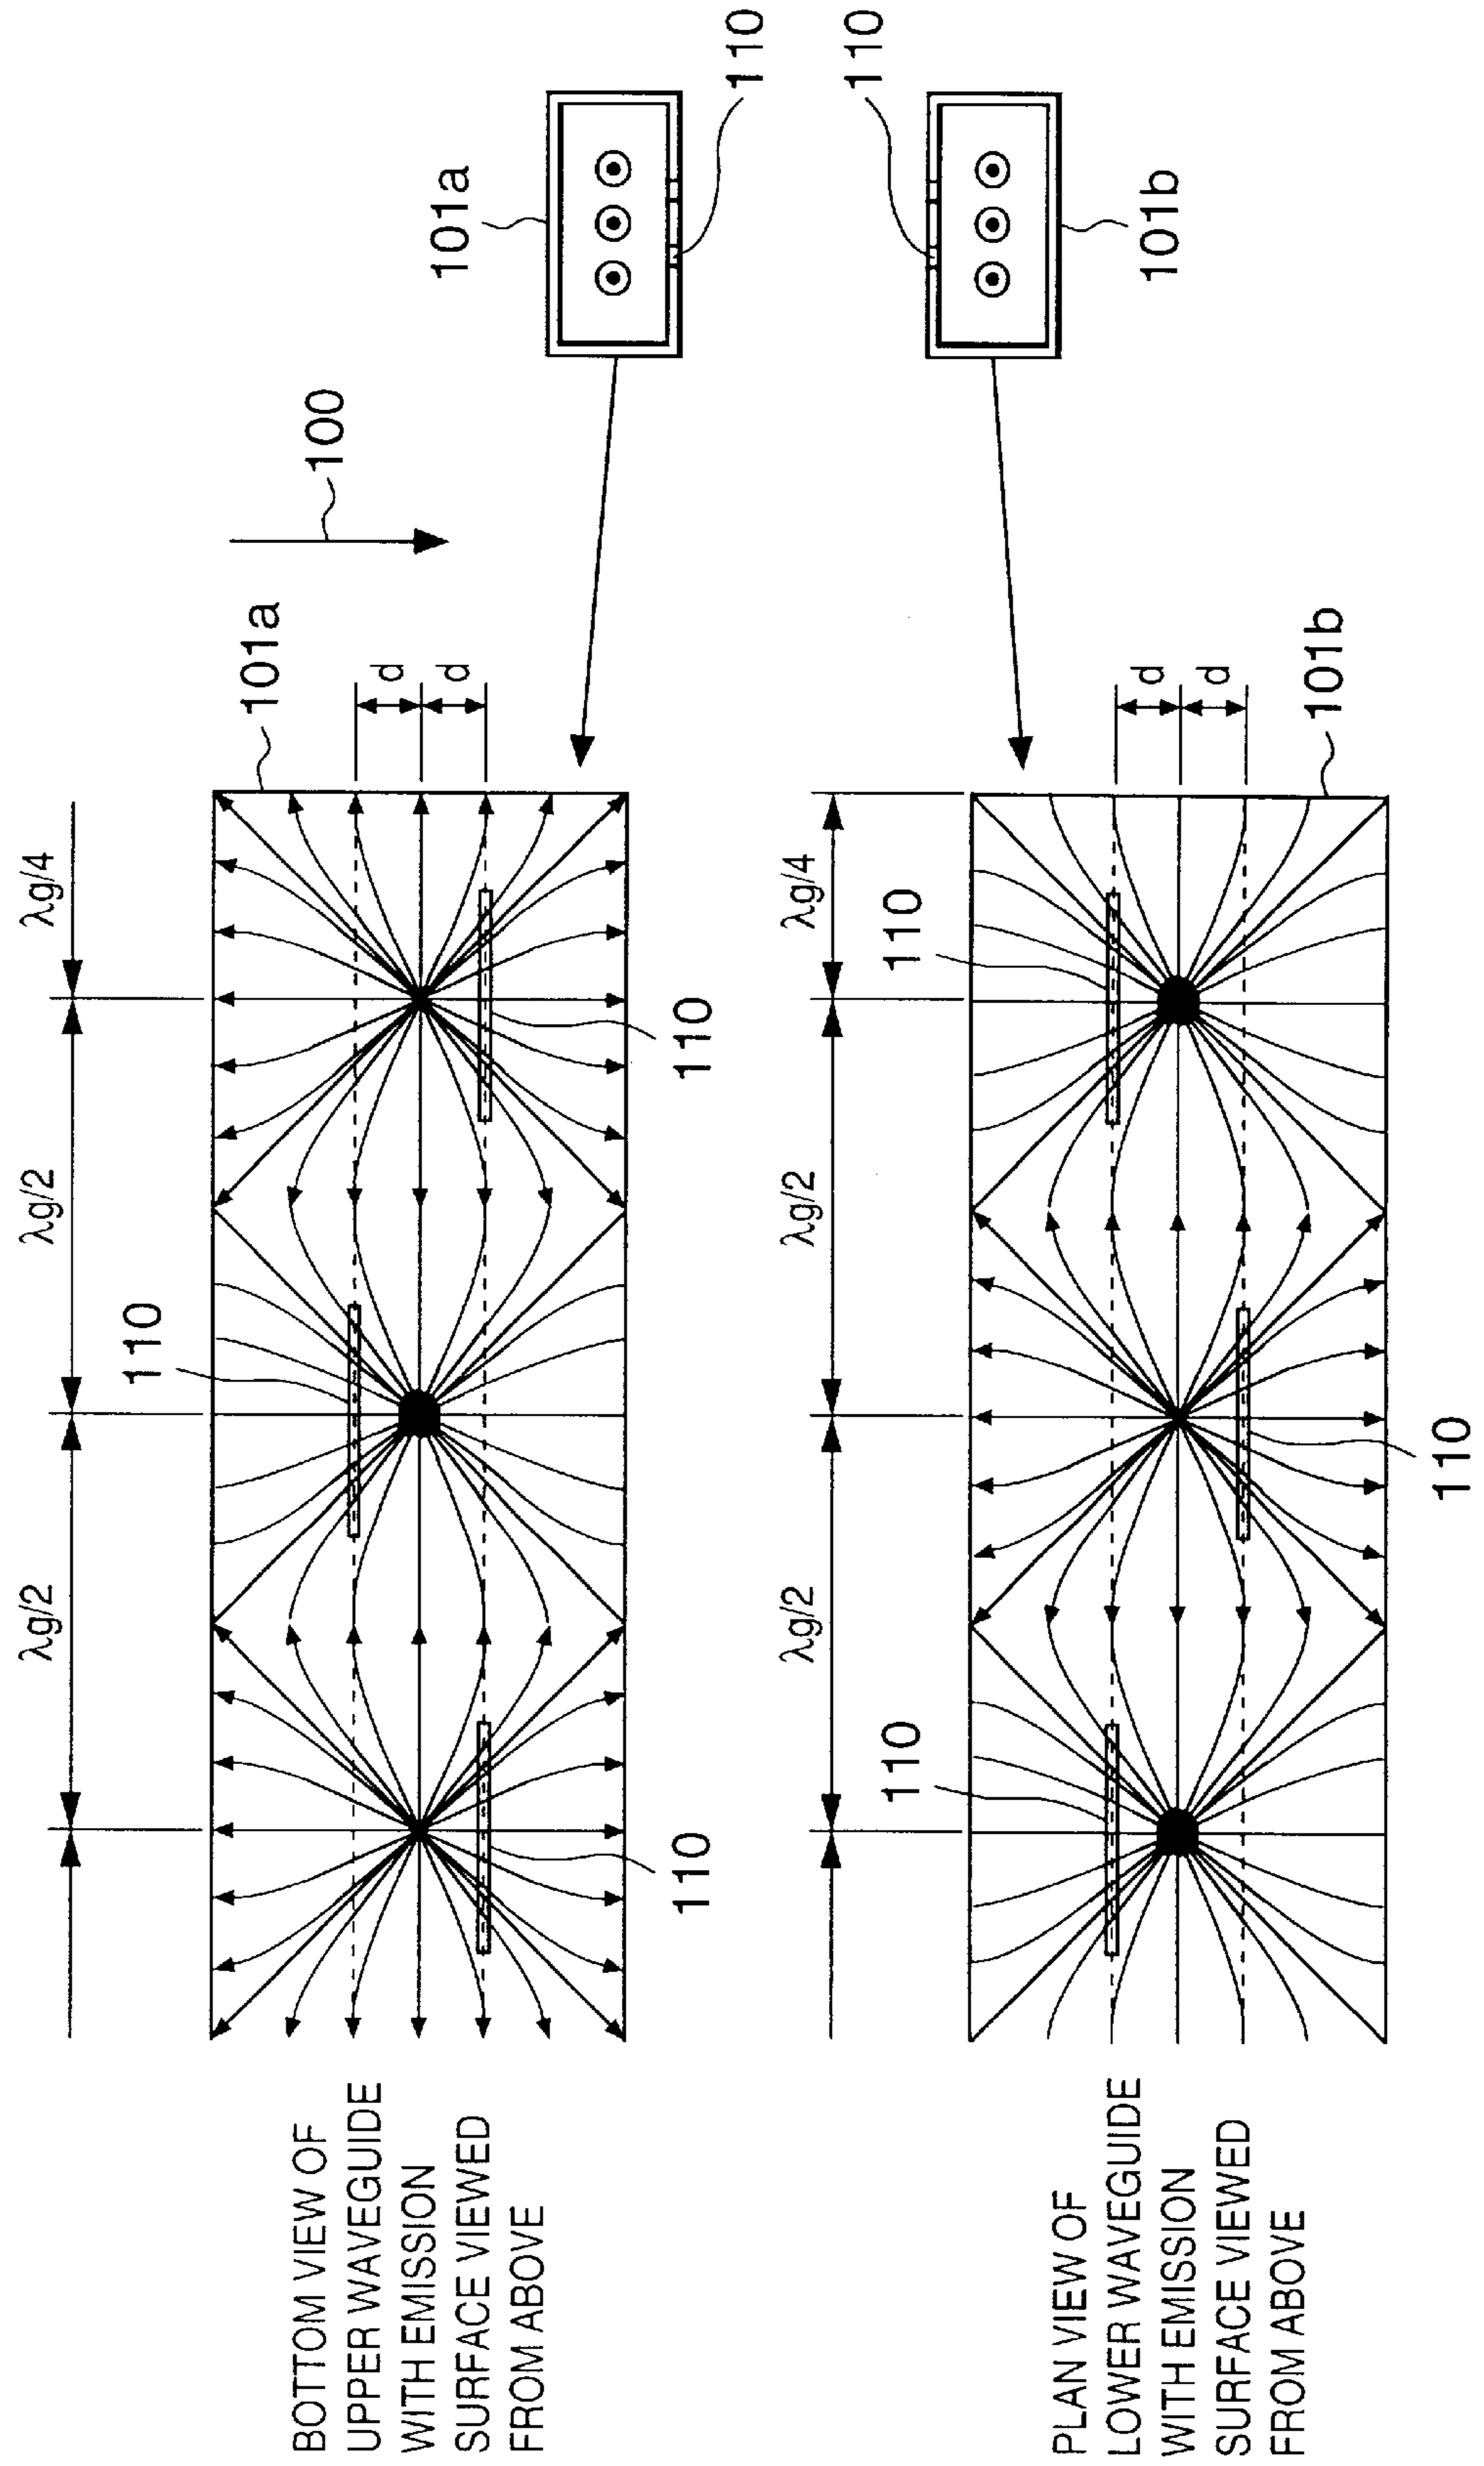 BOTTOM VIEW OF
UPPER WAVEGUIDE
WITH EMISSION
SURFACE VIEWED
FROM ABOVE
λg/2
λg/2
λg/4
110
110
110
101a
d
d
100
101a
110
PLAN VIEW OF
LOWER WAVEGUIDE
WITH EMISSION
SURFACE VIEWED
FROM ABOVE
λg/2
λg/2
λg/4
110
110
110
101b
d
d
110
101b